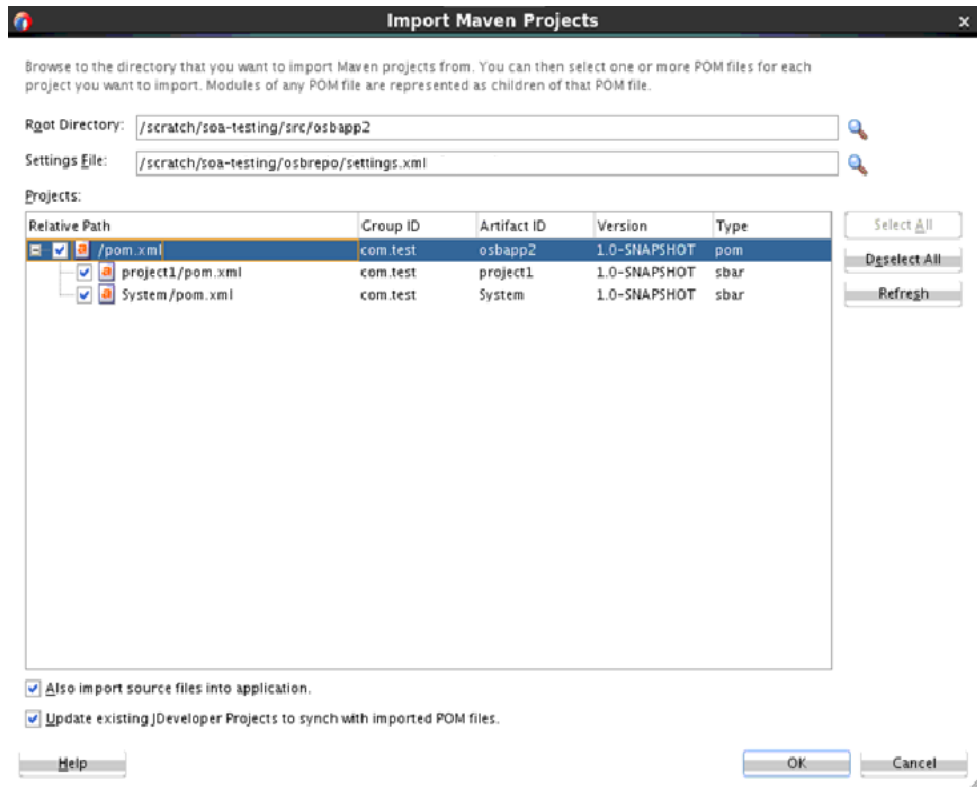 Import Maven Projects
Browse to the directory that you want to import Maven projects from. You can then select one or more POM files for each
project you want to import. Modules of any POM file are represented as children of that POM file.
Root Directory: /scratch/soa-testing/src/osbapp2
Settings File: /scratch/soa-testing/osbrepo/settings.xml
Projects:
Relative Path Group ID Artifact ID Version Type Select All
/pom.xml com.test osbapp2 1.0-SNAPSHOT pom Deselect All
project1/pom.xml com.test project1 1.0-SNAPSHOT sbar
System/pom.xml com.test System 1.0-SNAPSHOT sbar Refresh
Also import source files into application.
Update existing JDeveloper Projects to synch with imported POM files.
Help OK Cancel